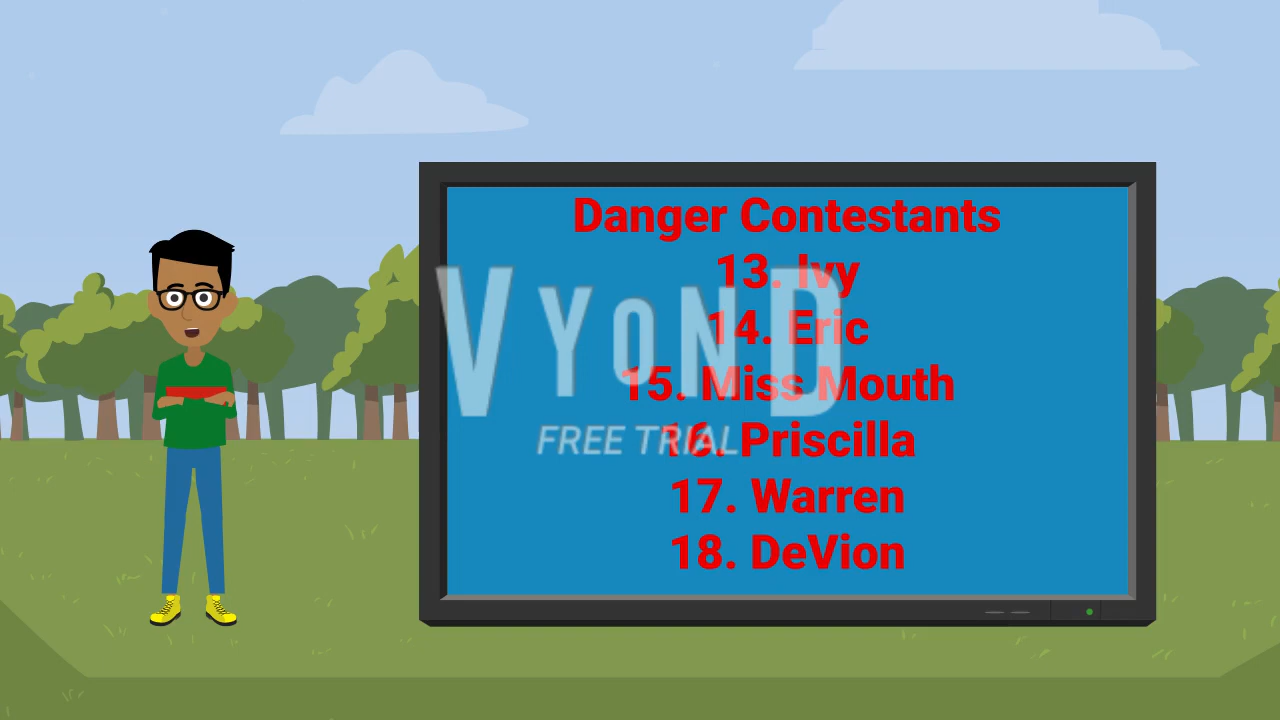 Danger Contestants
13. Ivy
14. Eric
15. Miss Mouth
16. Priscilla
17. Warren
18. DeVion
VYOND
FREE TRIAL